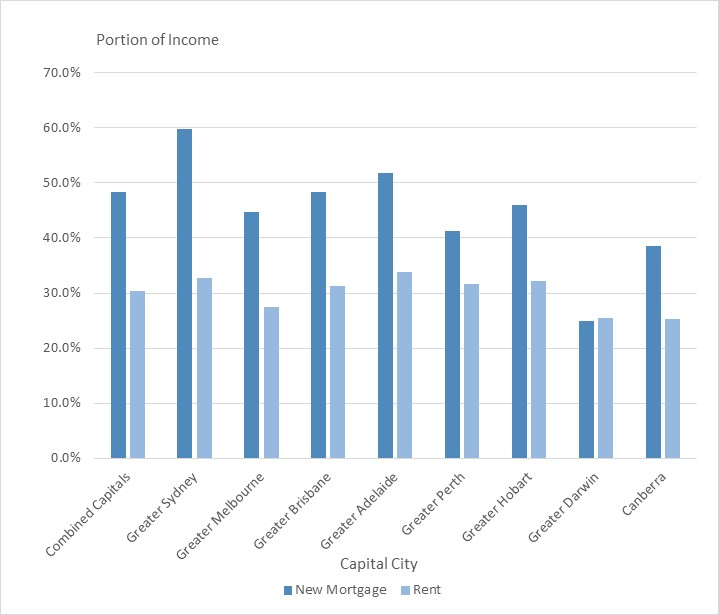 Portion of Income
70.0%
60.0%
50.0%
40.0%
30.0%
20.0%
10.0%
0.0%
Combined Capitals
Greater Sydney
Greater Melbourne
Greater Brisbane
Greater Adelaide
Greater Perth
Greater Hobart
Greater Darwin
Canberra
Capital City
New Mortgage Rent